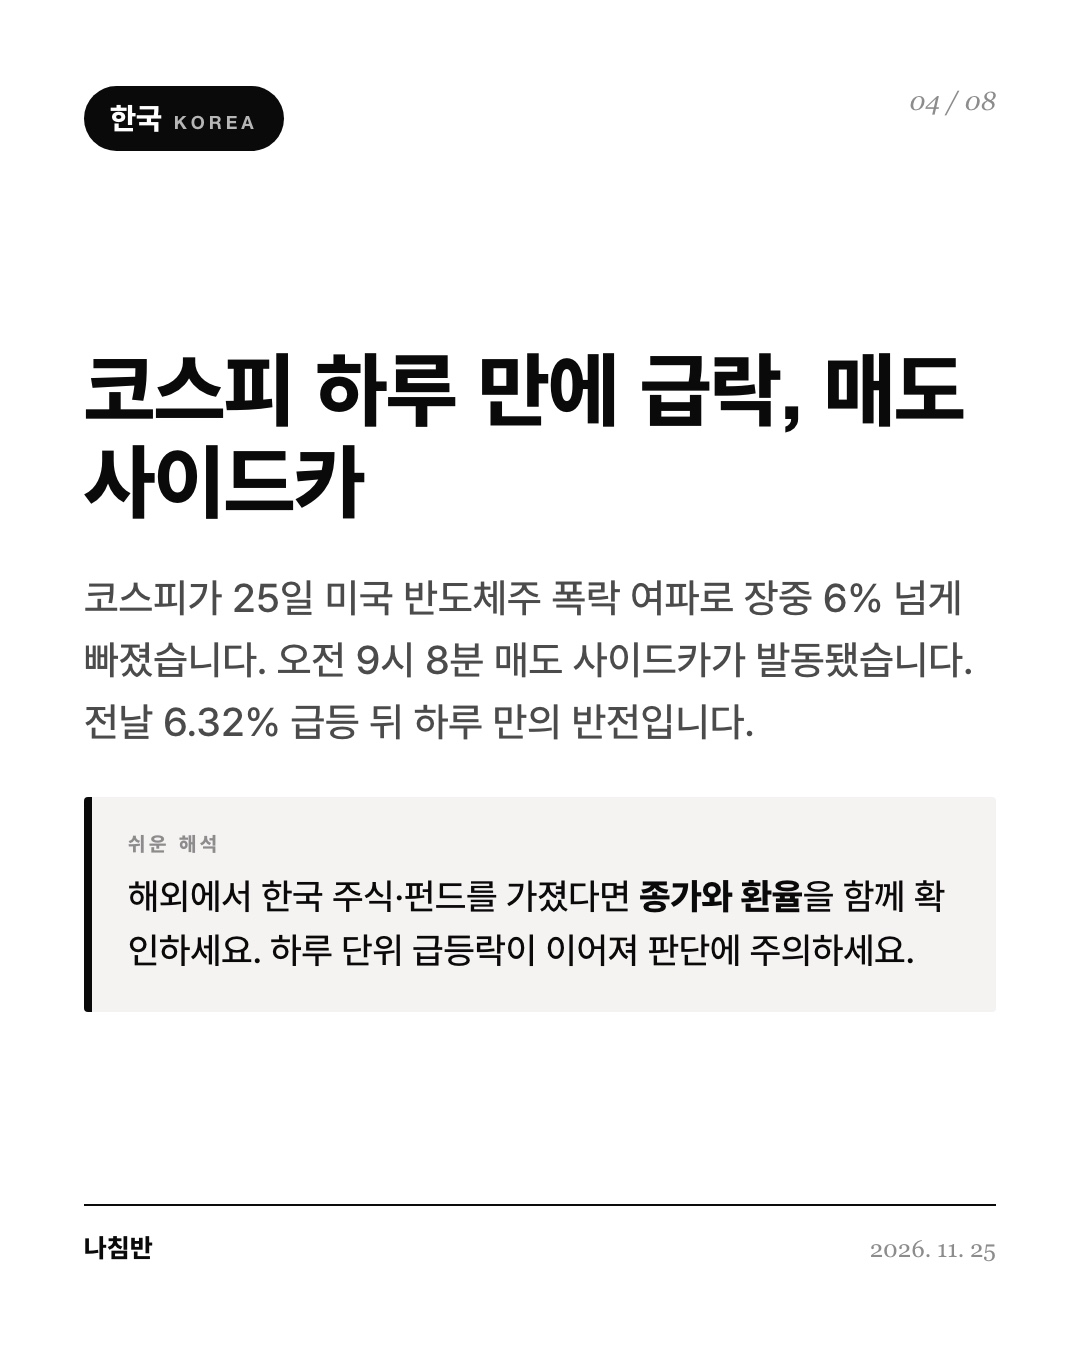 한국 KOREA
04 / 08
코스피 하루 만에 급락, 매도
사이드카
코스피가 25일 미국 반도체주 폭락 여파로 장중 6% 넘게
빠졌습니다. 오전 9시 8분 매도 사이드카가 발동됐습니다.
전날 6.32% 급등 뒤 하루 만의 반전입니다.
쉬운 해석
해외에서 한국 주식·펀드를 가졌다면 종가와 환율을 함께 확
인하세요. 하루 단위 급등락이 이어져 판단에 주의하세요.
나침반
2026. 11. 25